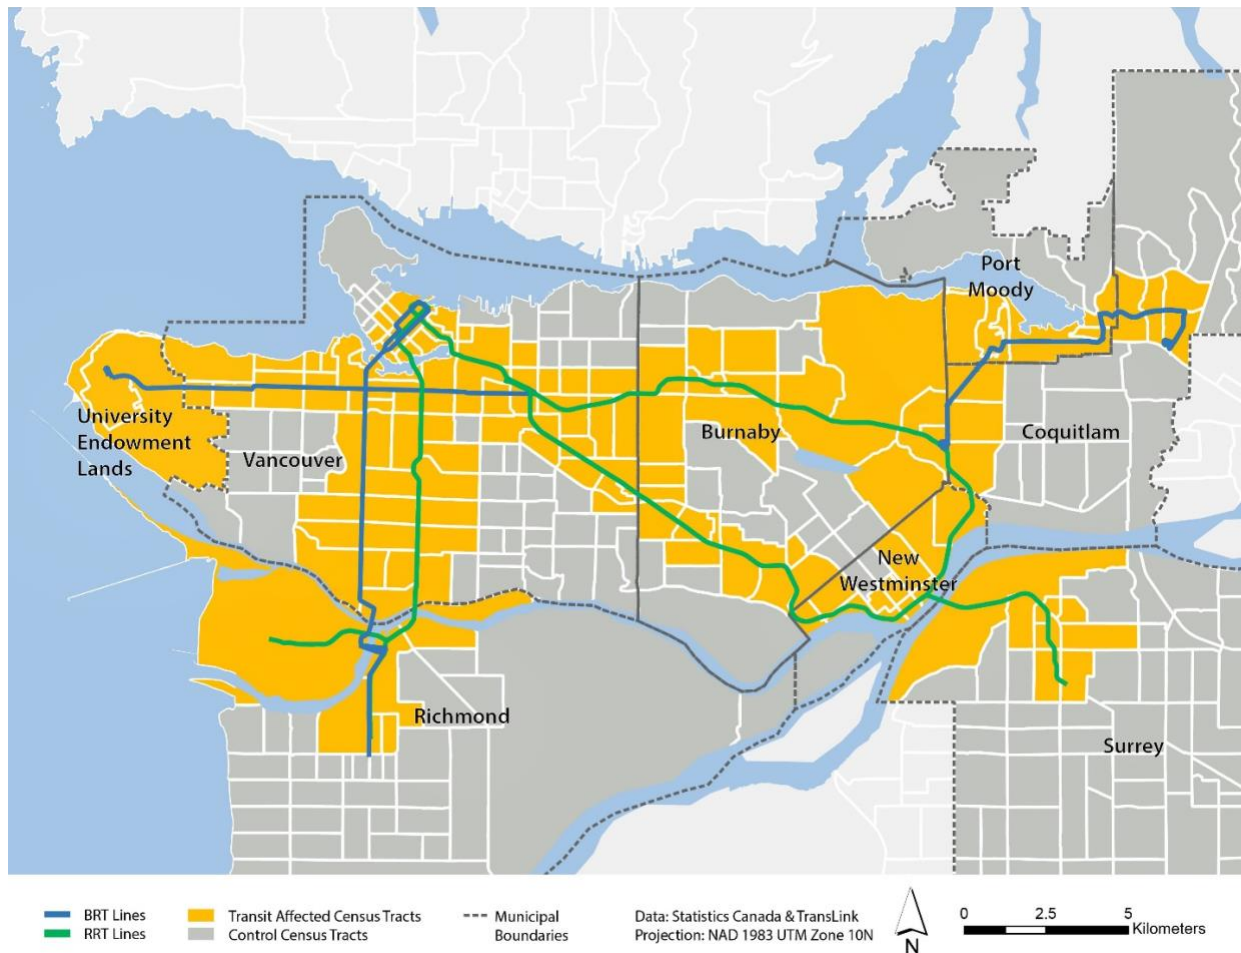 Port
Moody
University
Endowment
Lands
Vancouver
Burnaby
Coquitlam
New
Westminster
Richmond
Surrey
BRT Lines
RRT Lines
Transit Affected Census Tracts
Control Census Tracts
Municipal
Boundaries
Data: Statistics Canada & TransLink
Projection: NAD 1983 UTM Zone 10N
N
0 2.5 5
Kilometers